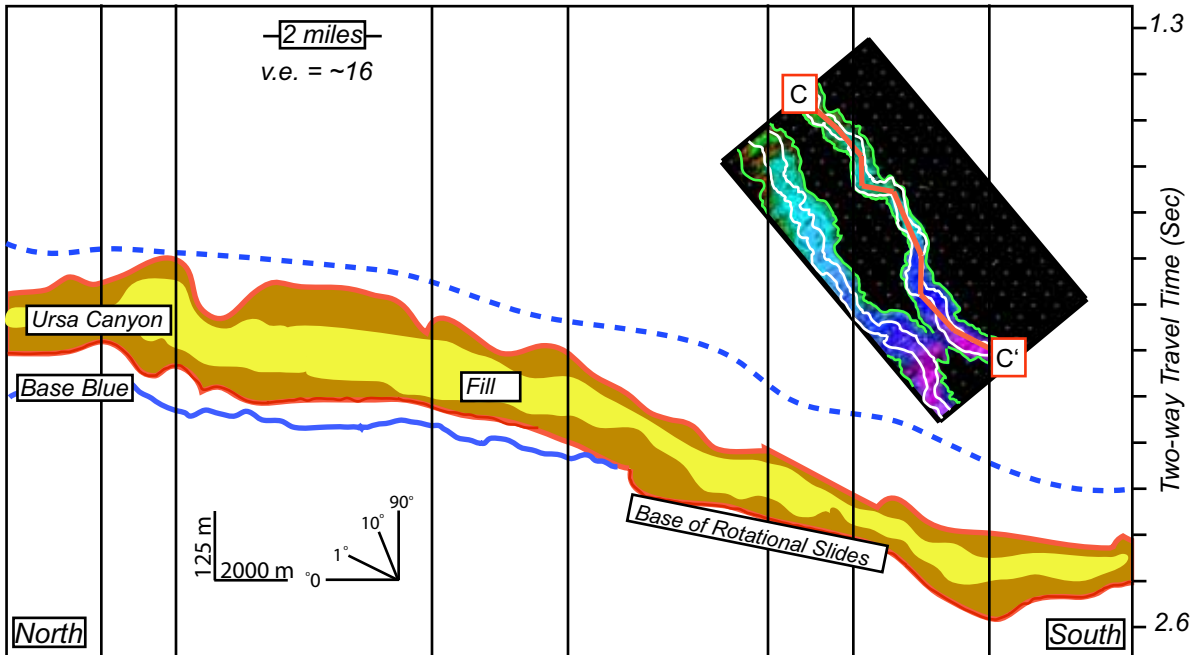 2 miles
v.e. = ~16
1.3
C
C'
Two-way Travel Time (Sec)
Ursa Canyon
Base Blue
Fill
Base of Rotational Slides
125 m
2000 m
°0
1°
10°
90°
North
South
2.6